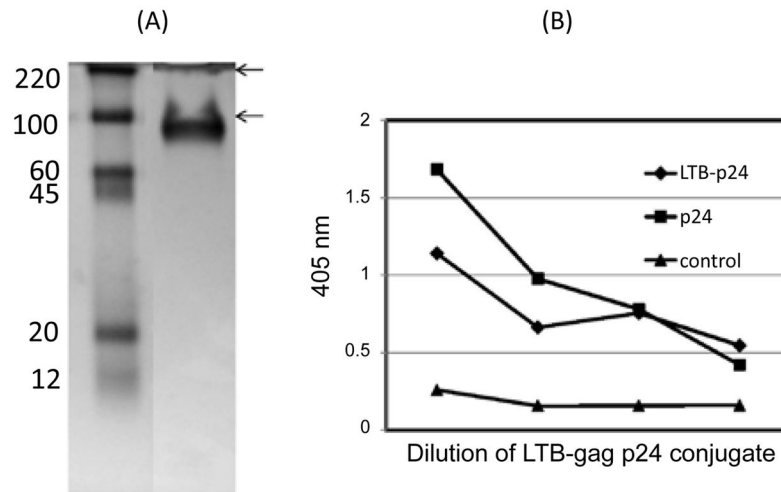 (A)
220
100
60
45
20
12
(B)
2
1.5
1
0.5
0
405 nm
LTB-p24
p24
control
Dilution of LTB-gag p24 conjugate